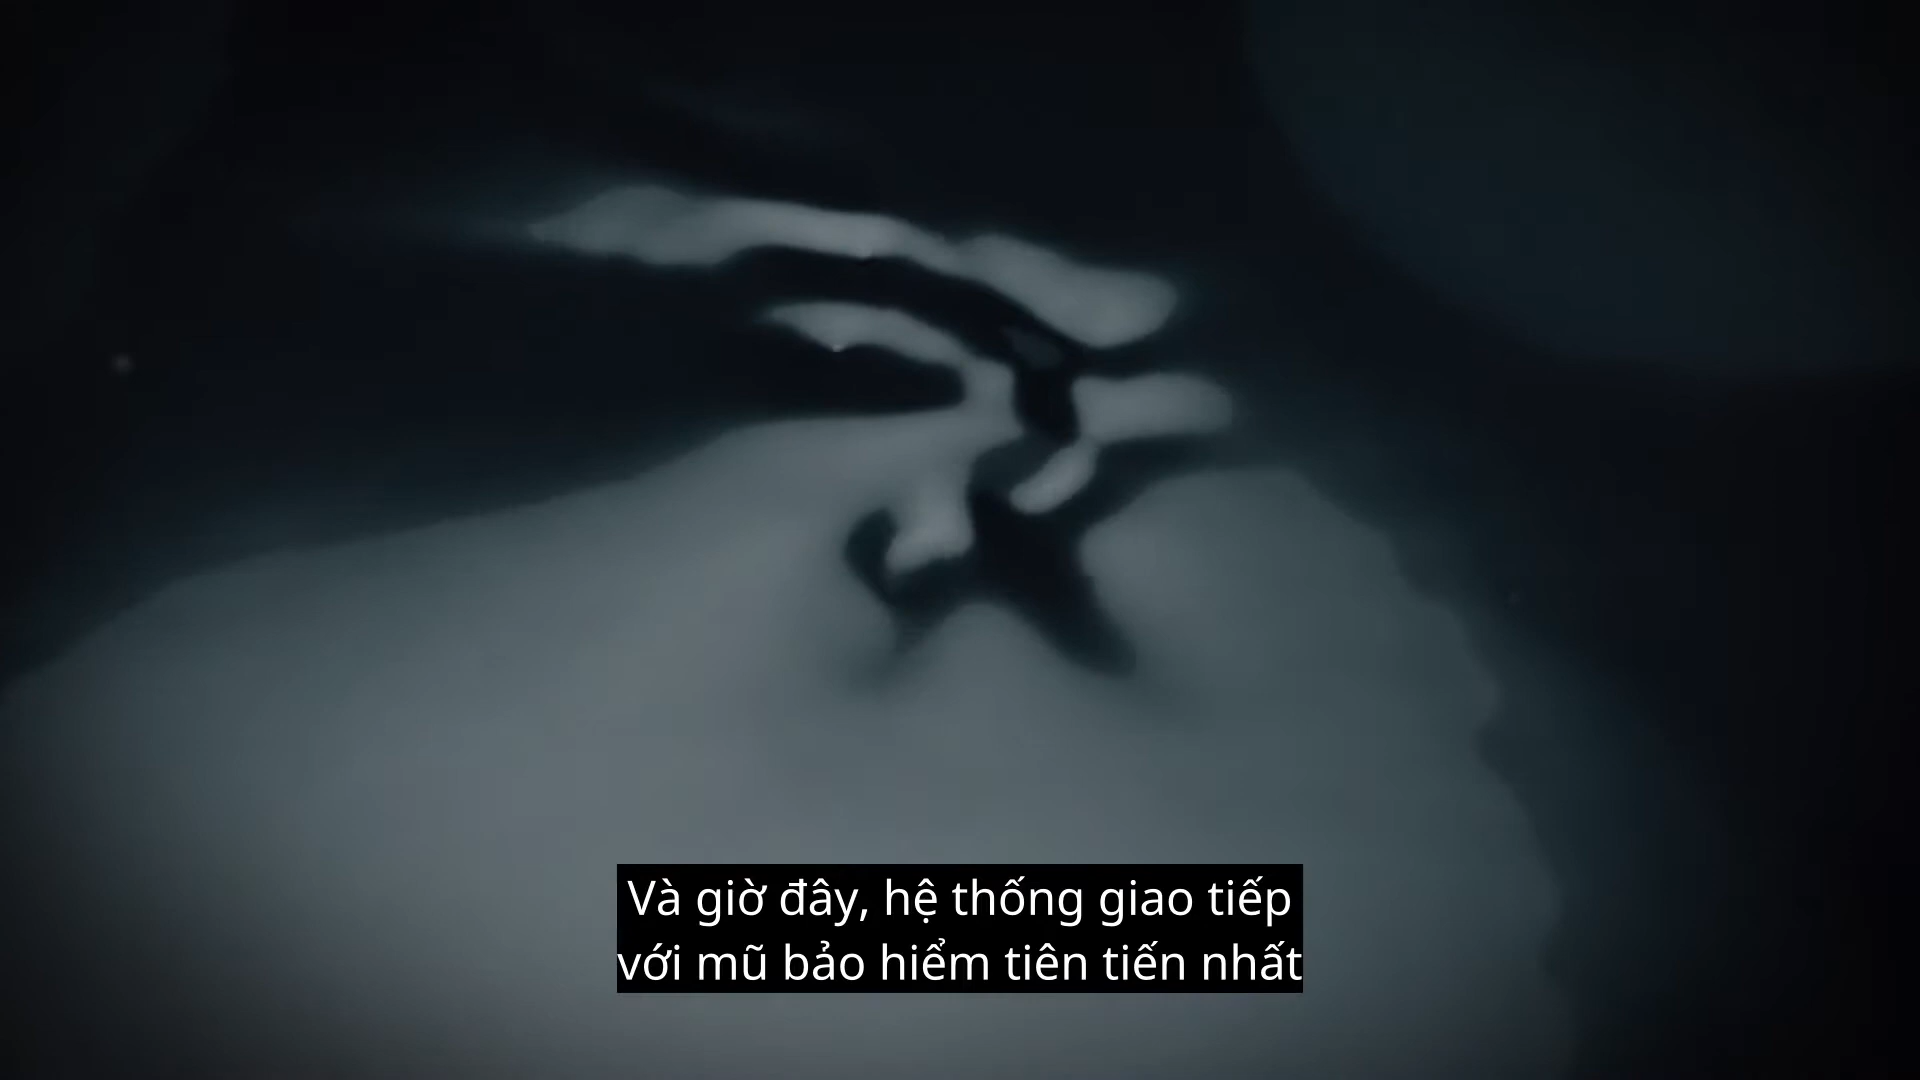 Và giờ đây, hệ thống giao tiếp
với mũ bảo hiểm tiên tiến nhất